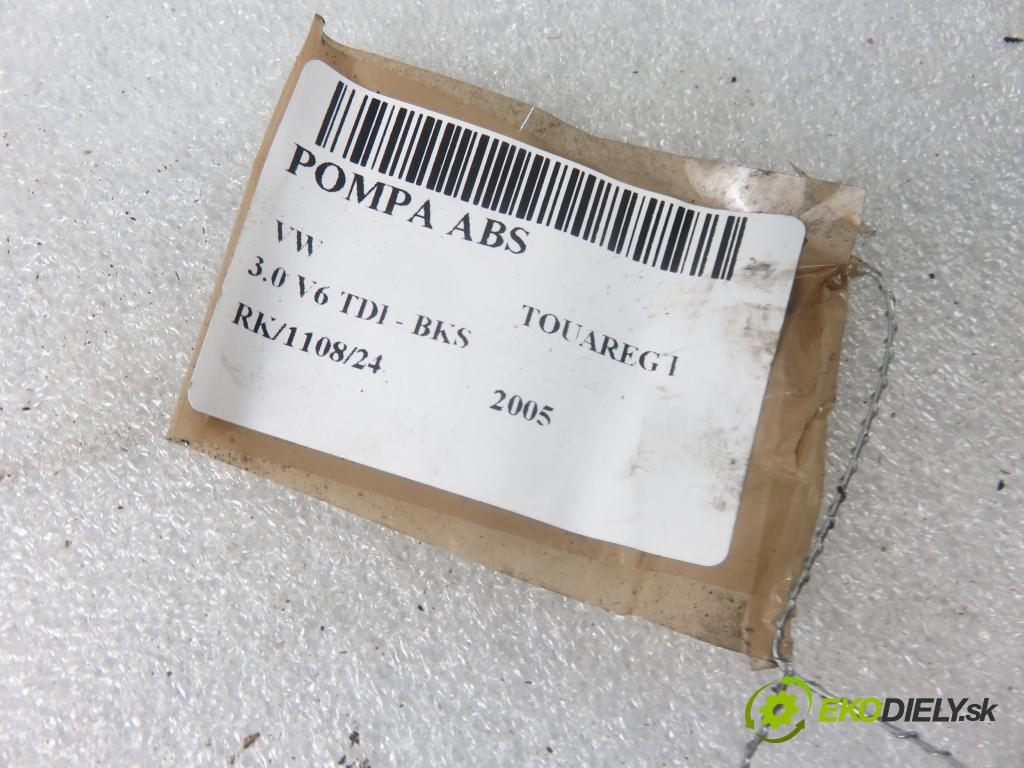 POMPA ABS
VW TOUAREG I
3.0 V6 TDI - BKS
RK/1108/24 2005
EKODIELY.sk